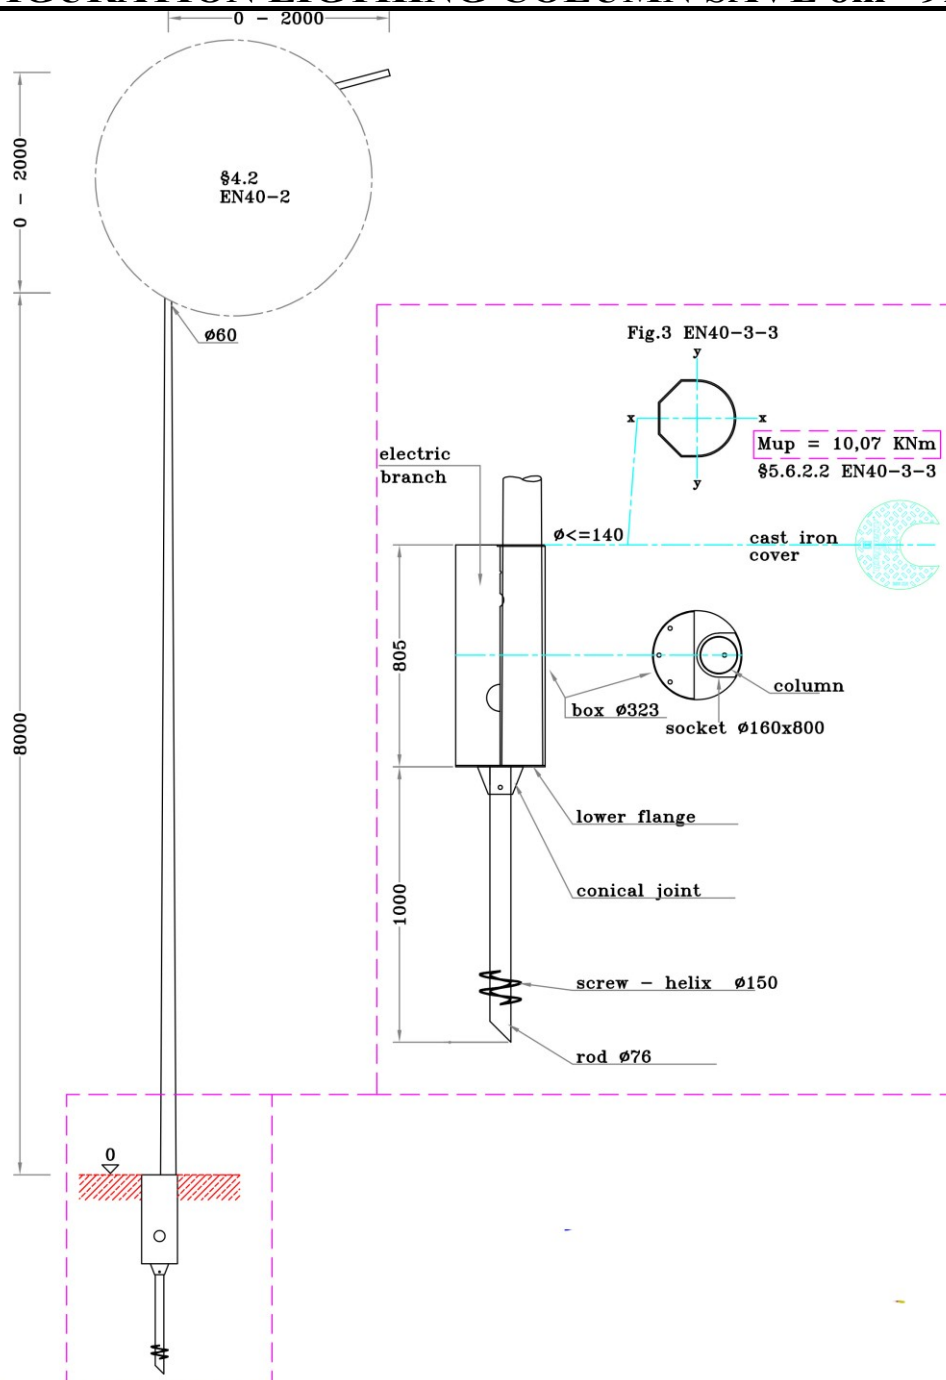 0 - 2000
0 - 2000
§4.2
EN40-2
ø60
8000
0
Fig.3 EN40-3-3
y
x
x
y
Mup = 10,07 KNm
§5.6.2.2 EN40-3-3
electric
branch
ø<=140
cast iron
cover
805
column
box ø323
socket ø160x800
lower flange
1000
conical joint
screw - helix ø150
rod ø76